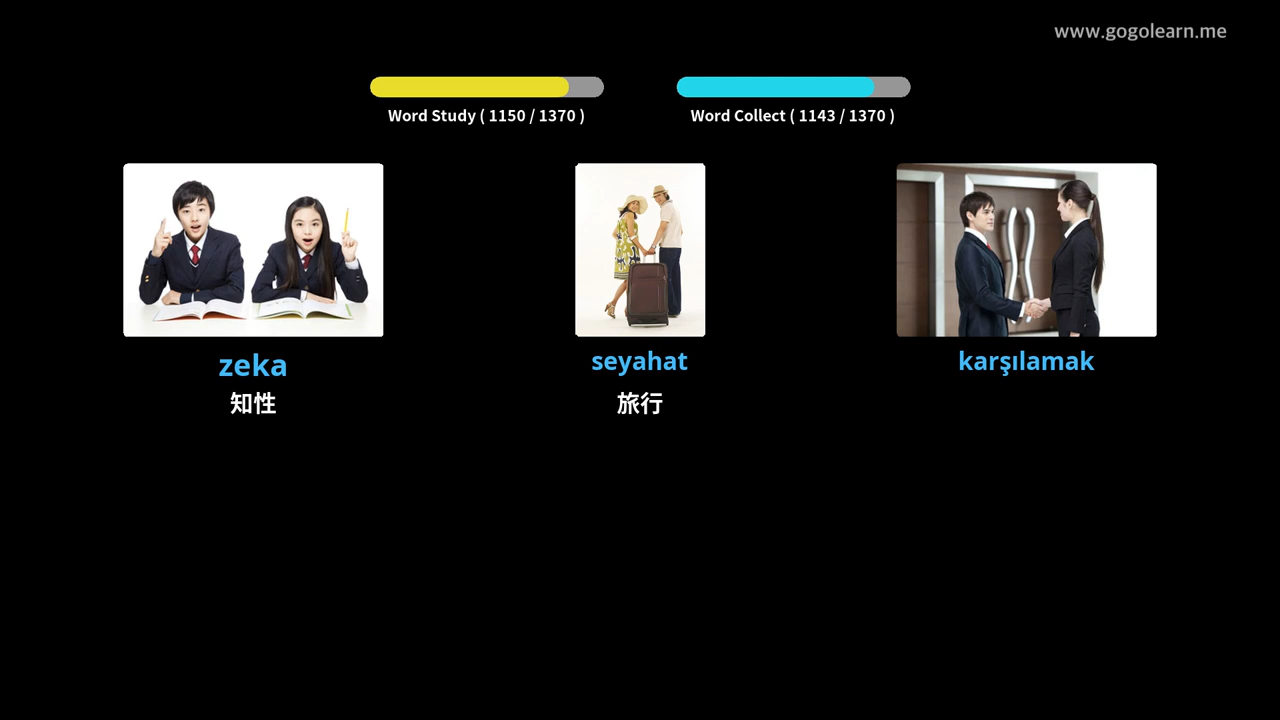 www.gogolearn.me
Word Study ( 1150 / 1370 )
Word Collect ( 1143 / 1370 )
zeka
知性
seyahat
旅行
karşılamak